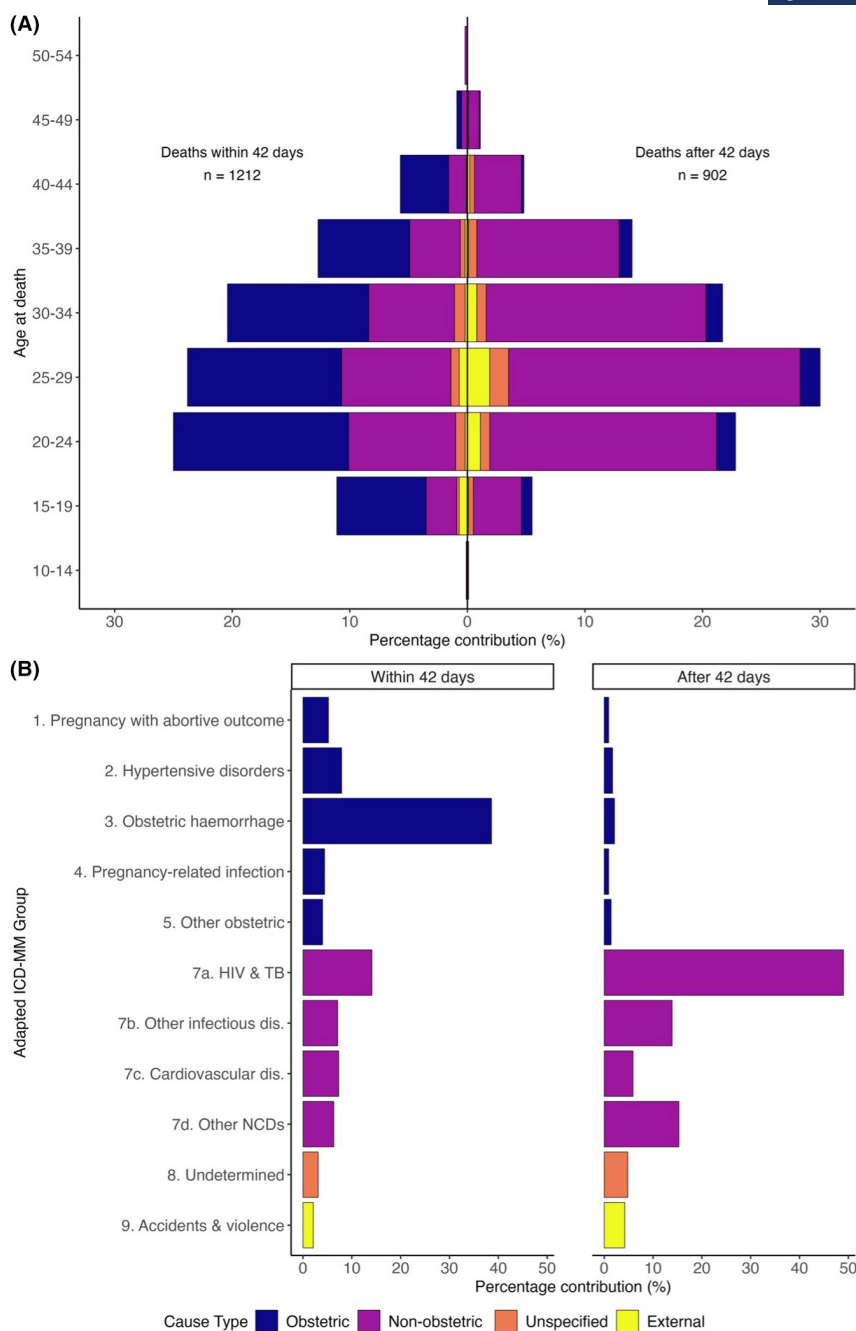 (A)
50-54
45-49
Deaths within 42 days
n = 1212
Deaths after 42 days
n = 902
40-44
35-39
Age at death
30-34
25-29
20-24
15-19
10-14
30 20 10 0 10 20 30
Percentage contribution (%)
(B)
Within 42 days After 42 days
1. Pregnancy with abortive outcome
2. Hypertensive disorders
3. Obstetric haemorrhage
4. Pregnancy-related infection
5. Other obstetric
Adapted ICD-MM Group
7a. HIV & TB
7b. Other infectious dis.
7c. Cardiovascular dis.
7d. Other NCDs
8. Undetermined
9. Accidents & violence
0 10 20 30 40 50 0 10 20 30 40 50
Percentage contribution (%)
Cause Type Obstetric Non-obstetric Unspecified External